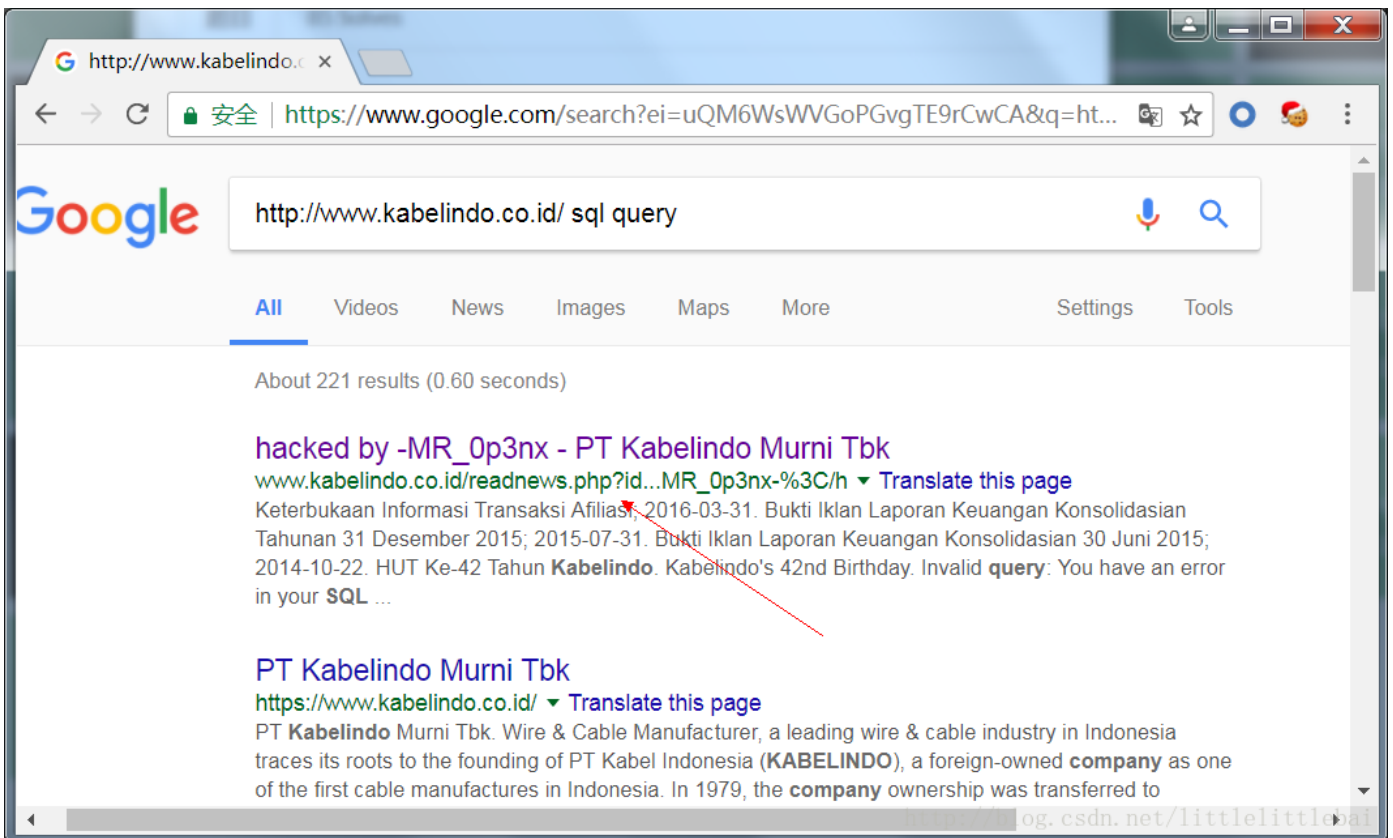 http://www.kabelindo.c
安全 | https://www.google.com/search?ei=uQM6WsWVGoPGvgTE9rCwCA&q=ht...
Google
http://www.kabelindo.co.id/ sql query
All Videos News Images Maps More Settings Tools
About 221 results (0.60 seconds)
hacked by -MR_0p3nx - PT Kabelindo Murni Tbk
www.kabelindo.co.id/readnews.php?id...MR_0p3nx-%3C/h Translate this page
Keterbukaan Informasi Transaksi Afiliasi; 2016-03-31. Bukti Iklan Laporan Keuangan Konsolidasian
Tahunan 31 Desember 2015; 2015-07-31. Bukti Iklan Laporan Keuangan Konsolidasian 30 Juni 2015;
2014-10-22. HUT Ke-42 Tahun Kabelindo. Kabelindo's 42nd Birthday. Invalid query: You have an error
in your SQL ...
PT Kabelindo Murni Tbk
https://www.kabelindo.co.id/ Translate this page
PT Kabelindo Murni Tbk. Wire & Cable Manufacturer, a leading wire & cable industry in Indonesia
traces its roots to the founding of PT Kabel Indonesia (KABELINDO), a foreign-owned company as one
of the first cable manufactures in Indonesia. In 1979, the company ownership was transferred to
http://blog.csdn.net/littlelittlebai